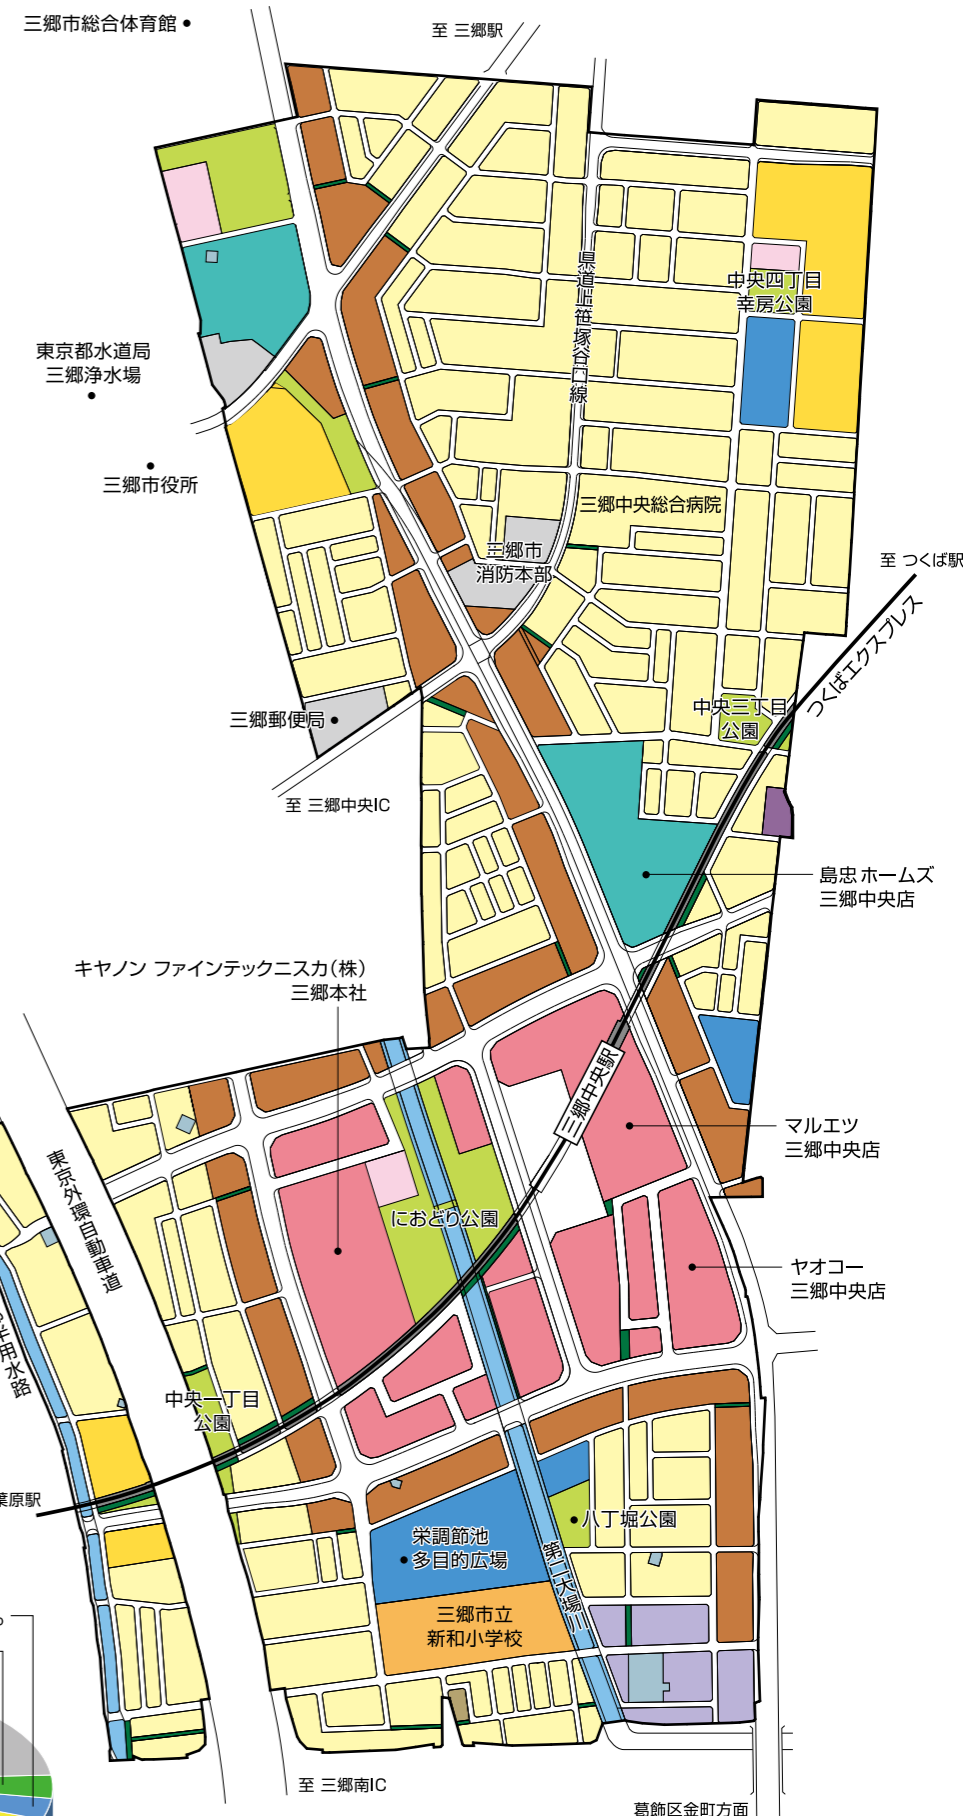 三郷市総合体育館
至 三郷駅
県道上笹塚谷口線
中央四丁目
幸房公園
東京都水道局
三郷浄水場
三郷市役所
三郷中央総合病院
三郷市
消防本部
至 つくば駅
つくばエクスプレス
中央三丁目
公園
三郷郵便局
至 三郷中央IC
島忠 ホームズ
三郷中央店
キヤノン ファインテックニスカ(株)
三郷本社
三郷中央駅
マルエツ
三郷中央店
東京外環自動車道
におどり公園
ヤオコー
三郷中央店
半用水路
中央一丁目
公園
葉原駅
栄調節池
多目的広場
八丁堀公園
第二大場川
三郷市立
新和小学校
至 三郷南IC
葛飾区金町方面